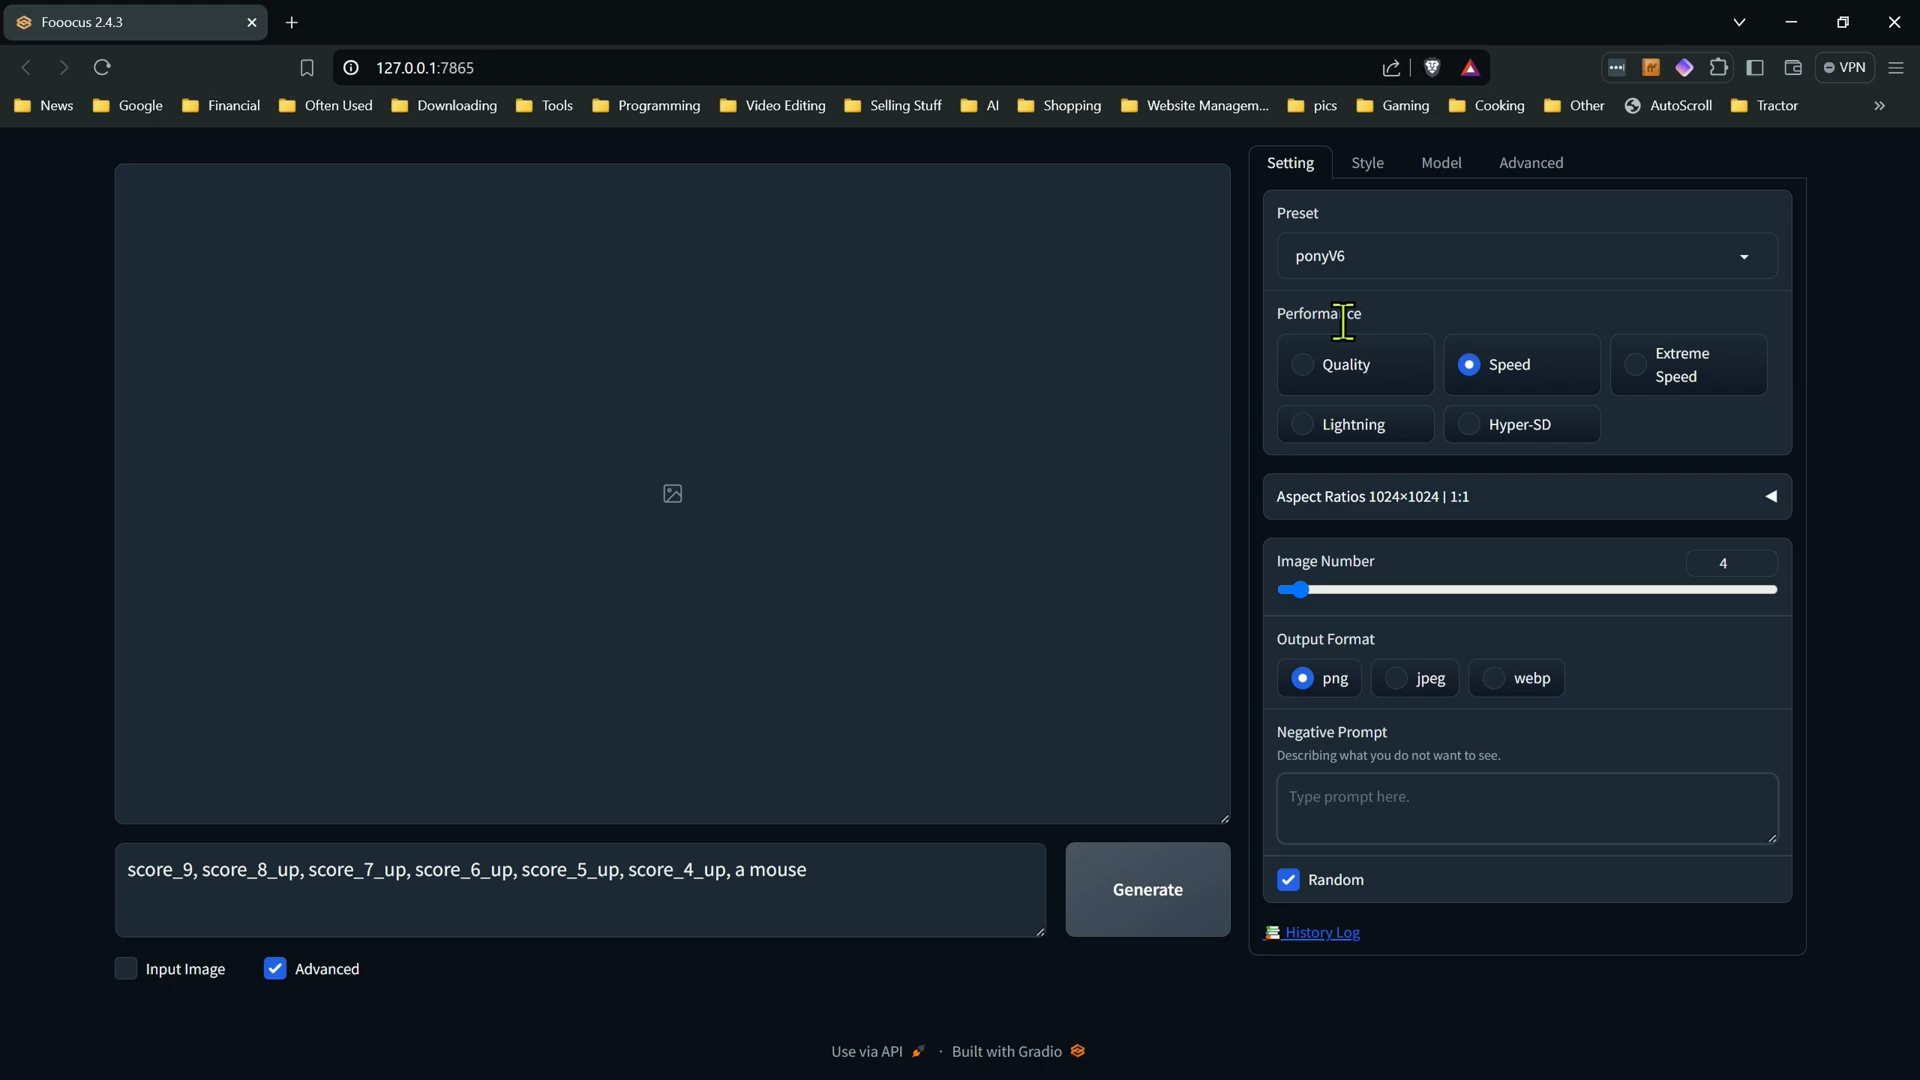 Fooocus 2.4.3
127.0.0.1:7865
VPN
News Google Financial Often Used Downloading Tools Programming Video Editing Selling Stuff AI Shopping Website Managem... pics Gaming Cooking Other AutoScroll Tractor
Setting Style Model Advanced
Preset
ponyV6
Performance
Quality Speed Extreme Speed
Lightning Hyper-SD
Aspect Ratios 1024×1024 | 1:1
Image Number 4
Output Format
png jpeg webp
Negative Prompt
Describing what you do not want to see.
Type prompt here.
Random
History Log
score_9, score_8_up, score_7_up, score_6_up, score_5_up, score_4_up, a mouse
Generate
Input Image Advanced
Use via API · Built with Gradio